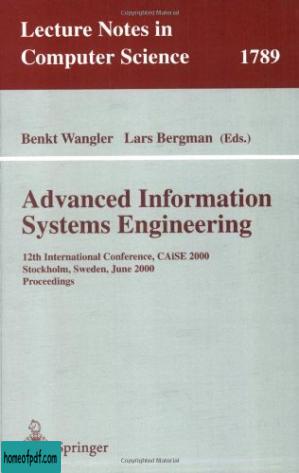 Lecture Notes in
Computer Science 1789
Benkt Wangler Lars Bergman (Eds.)
Advanced Information
Systems Engineering
12th International Conference, CAiSE 2000
Stockholm, Sweden, June 2000
Proceedings
Springer
homeofpdf.com